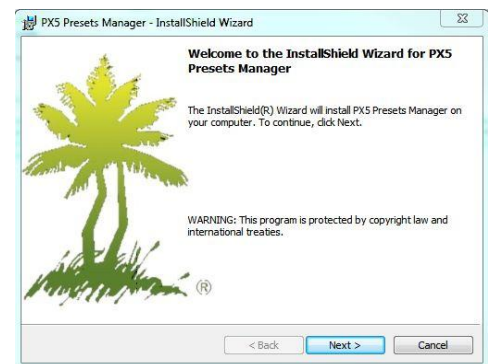 PX5 Presets Manager - InstallShield Wizard
Welcome to the InstallShield Wizard for PX5
Presets Manager
The InstallShield(R) Wizard will install PX5 Presets Manager on
your computer. To continue, click Next.
WARNING: This program is protected by copyright law and
international treaties.
®
< Back Next > Cancel